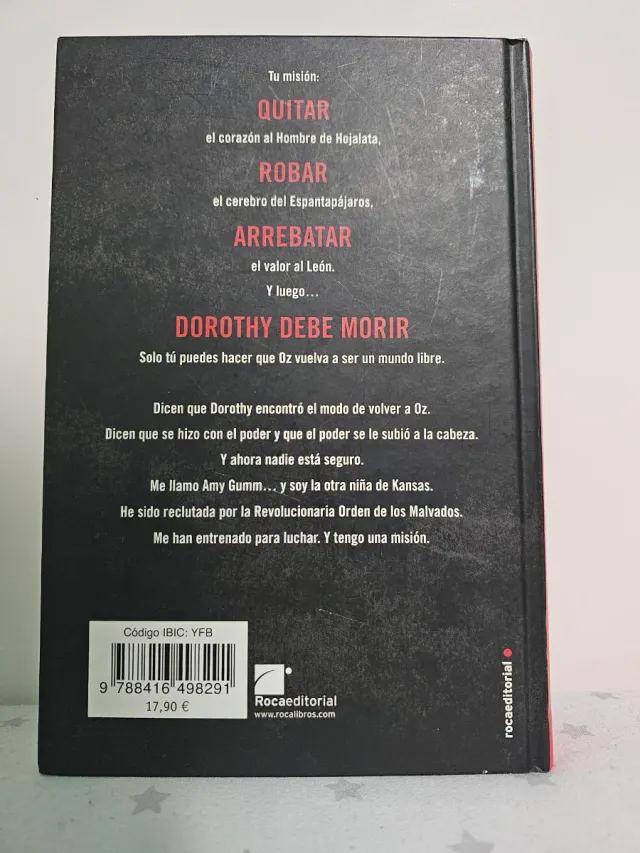 Tu misión:
QUITAR
el corazón al Hombre de Hojalata,
ROBAR
el cerebro del Espantapájaros,
ARREBATAR
el valor al León.
Y luego...
DOROTHY DEBE MORIR
Solo tú puedes hacer que Oz vuelva a ser un mundo libre.
Dicen que Dorothy encontró el modo de volver a Oz.
Dicen que se hizo con el poder y que el poder se le subió a la cabeza.
Y ahora nadie está seguro.
Me llamo Amy Gumm... y soy la otra niña de Kansas.
He sido reclutada por la Revolucionaria Orden de los Malvados.
Me han entrenado para luchar. Y tengo una misión.
Código IBIC: YFB
9 788416 498291
17,90 €
Rocaeditorial
www.rocalibros.com
rocaeditorial